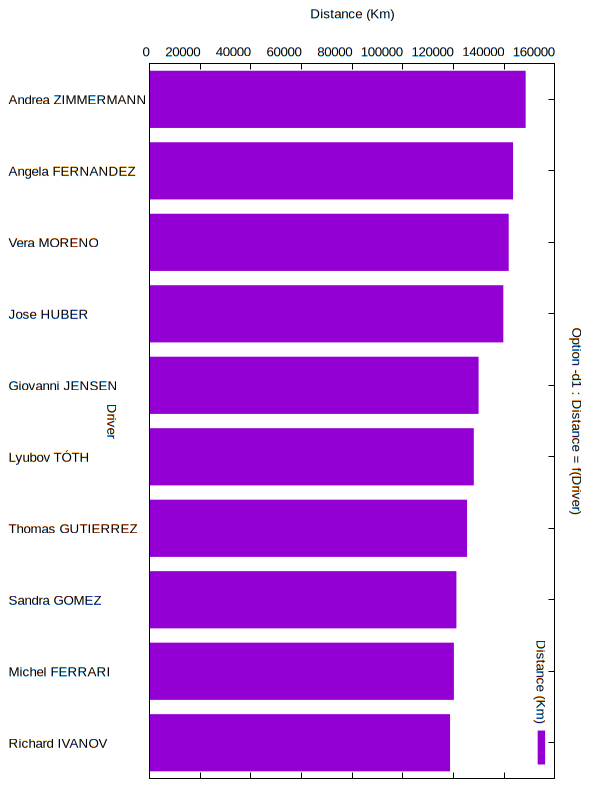 Distance (Km)
0 20000 40000 60000 80000 100000 120000 140000 160000
Andrea ZIMMERMANN
Angela FERNANDEZ
Vera MORENO
Jose HUBER
Giovanni JENSEN
Lyubov TÓTH
Thomas GUTIERREZ
Sandra GOMEZ
Michel FERRARI
Richard IVANOV
Driver
Option -d1 : Distance = f(Driver)
Distance (Km)